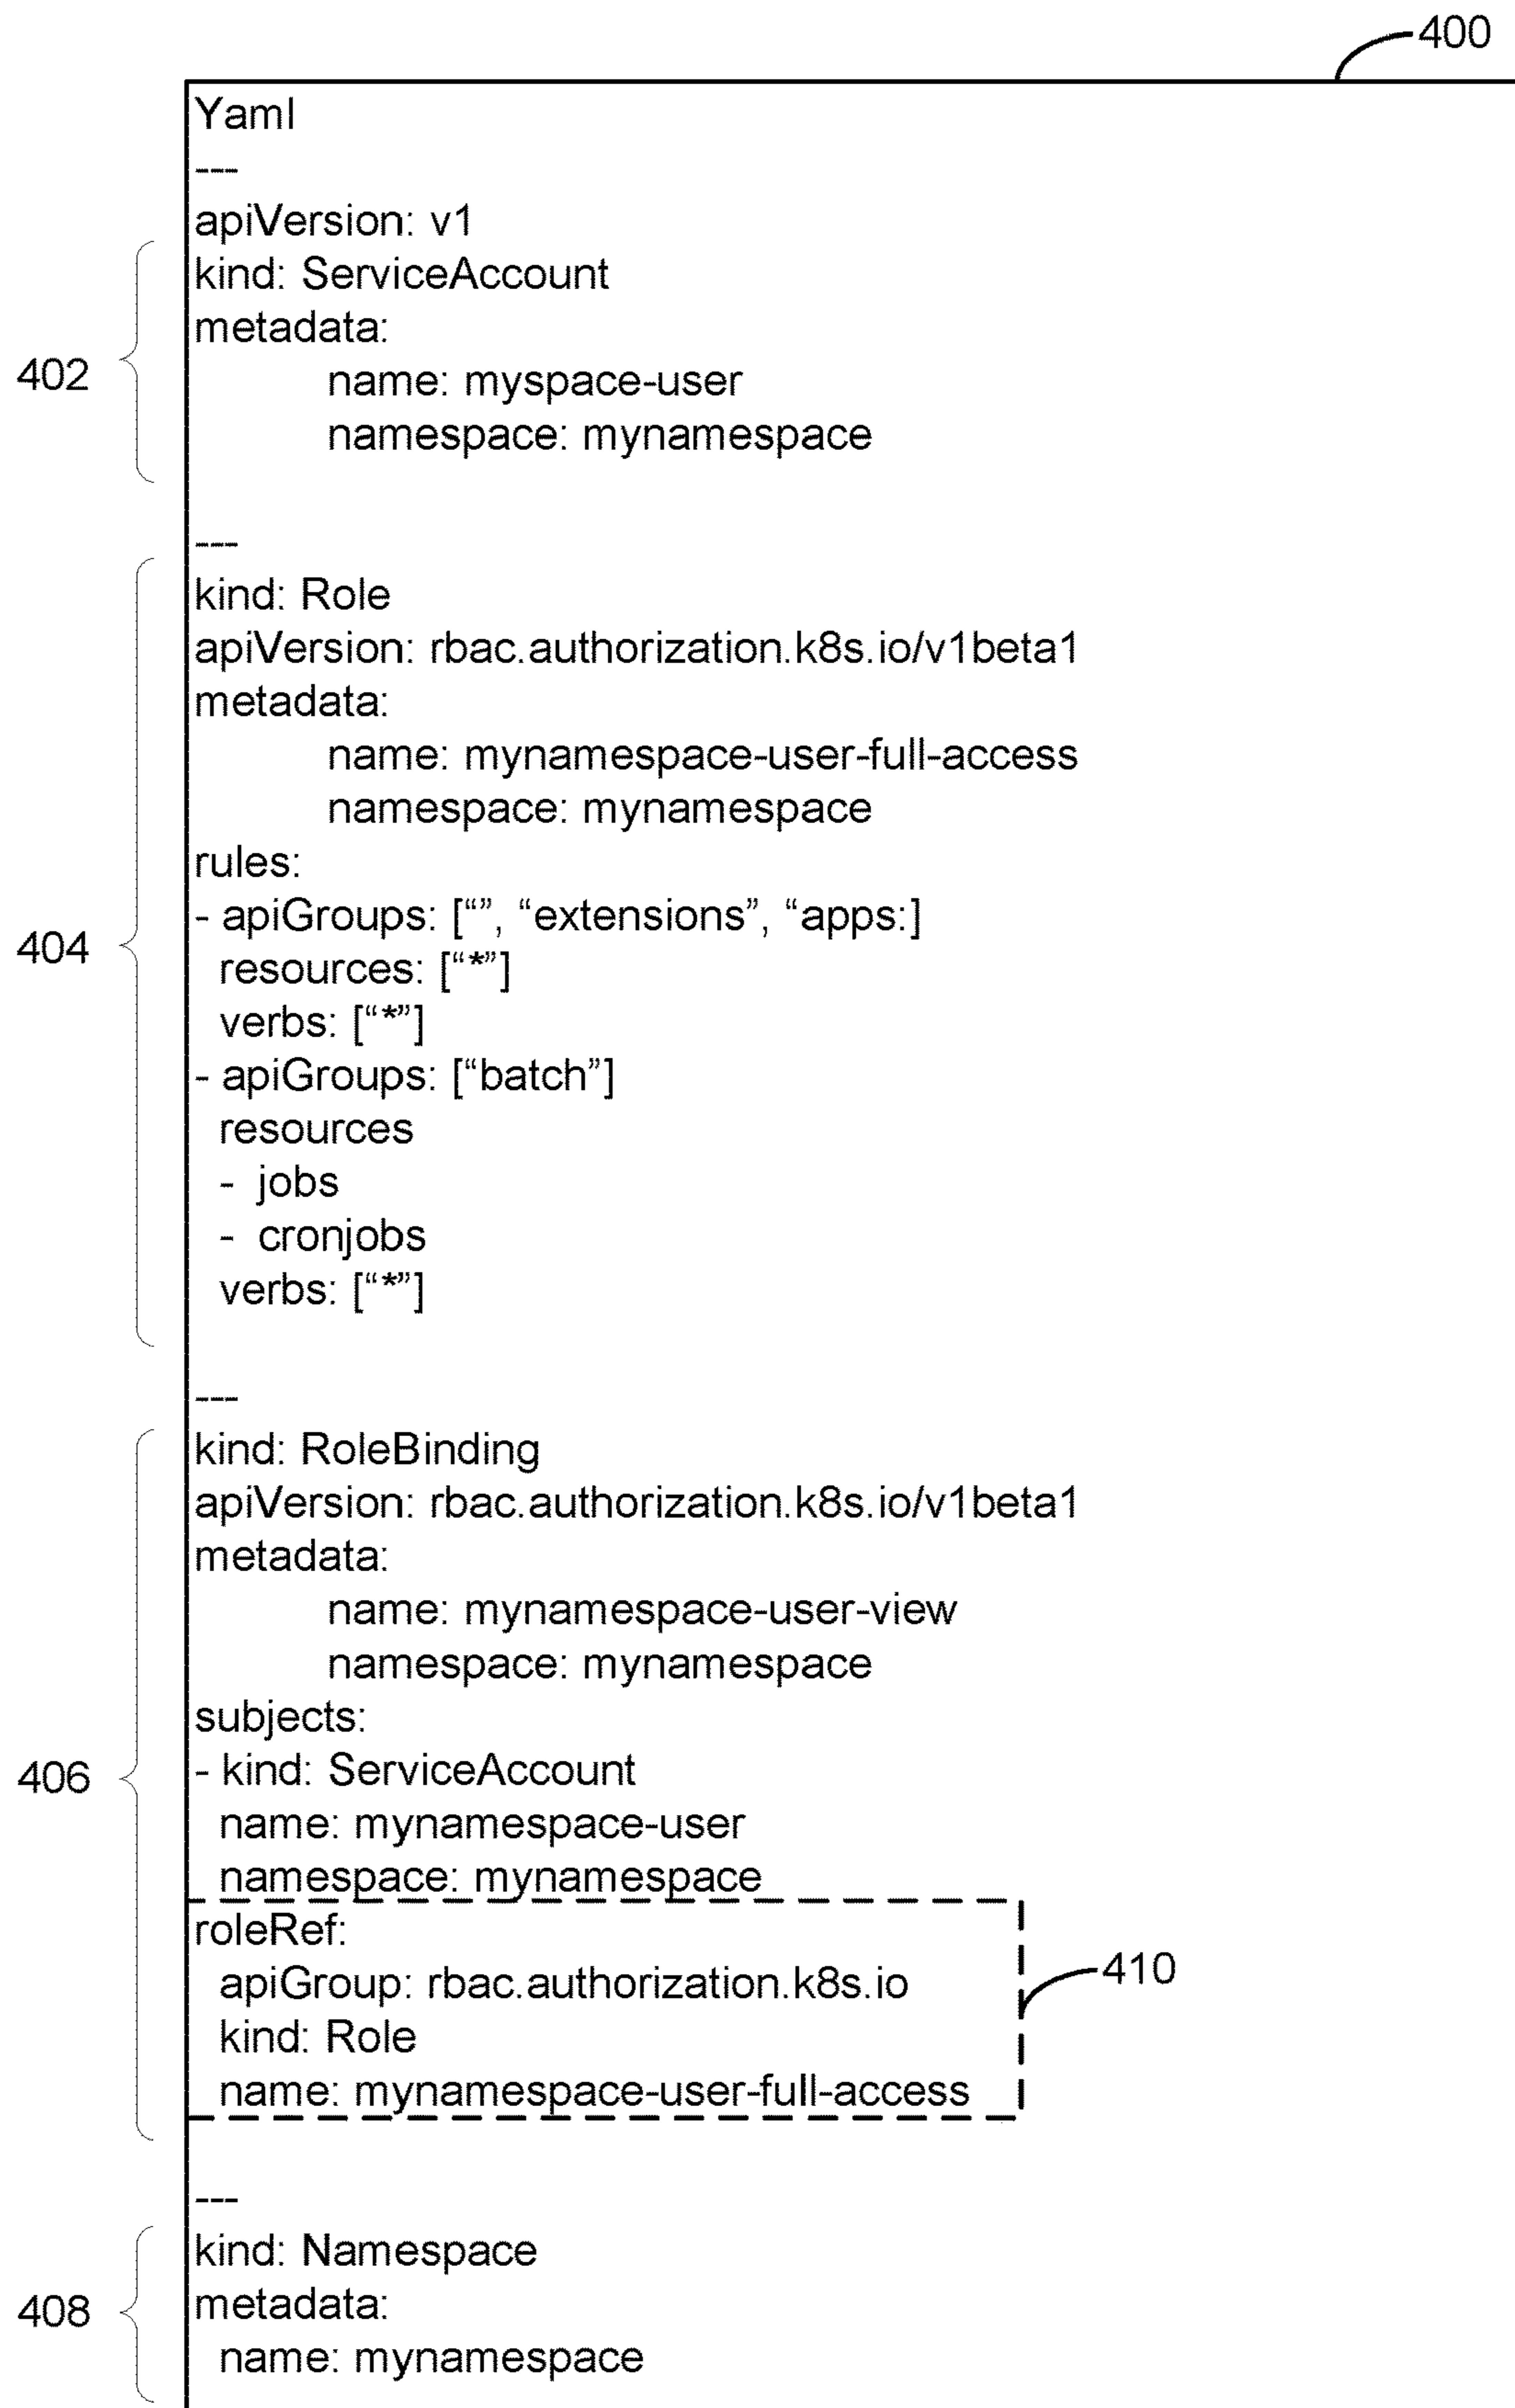 400
Yaml
---
apiVersion: v1
kind: ServiceAccount
metadata:
name: myspace-user
namespace: mynamespace
402
---
kind: Role
apiVersion: rbac.authorization.k8s.io/v1beta1
metadata:
name: mynamespace-user-full-access
namespace: mynamespace
rules:
- apiGroups: [“”, “extensions”, “apps:]
resources: [“*”]
verbs: [“*”]
- apiGroups: [“batch”]
resources
- jobs
- cronjobs
verbs: [“*”]
404
---
kind: RoleBinding
apiVersion: rbac.authorization.k8s.io/v1beta1
metadata:
name: mynamespace-user-view
namespace: mynamespace
subjects:
- kind: ServiceAccount
name: mynamespace-user
namespace: mynamespace
406
roleRef:
apiGroup: rbac.authorization.k8s.io
kind: Role
name: mynamespace-user-full-access
410
---
kind: Namespace
metadata:
name: mynamespace
408